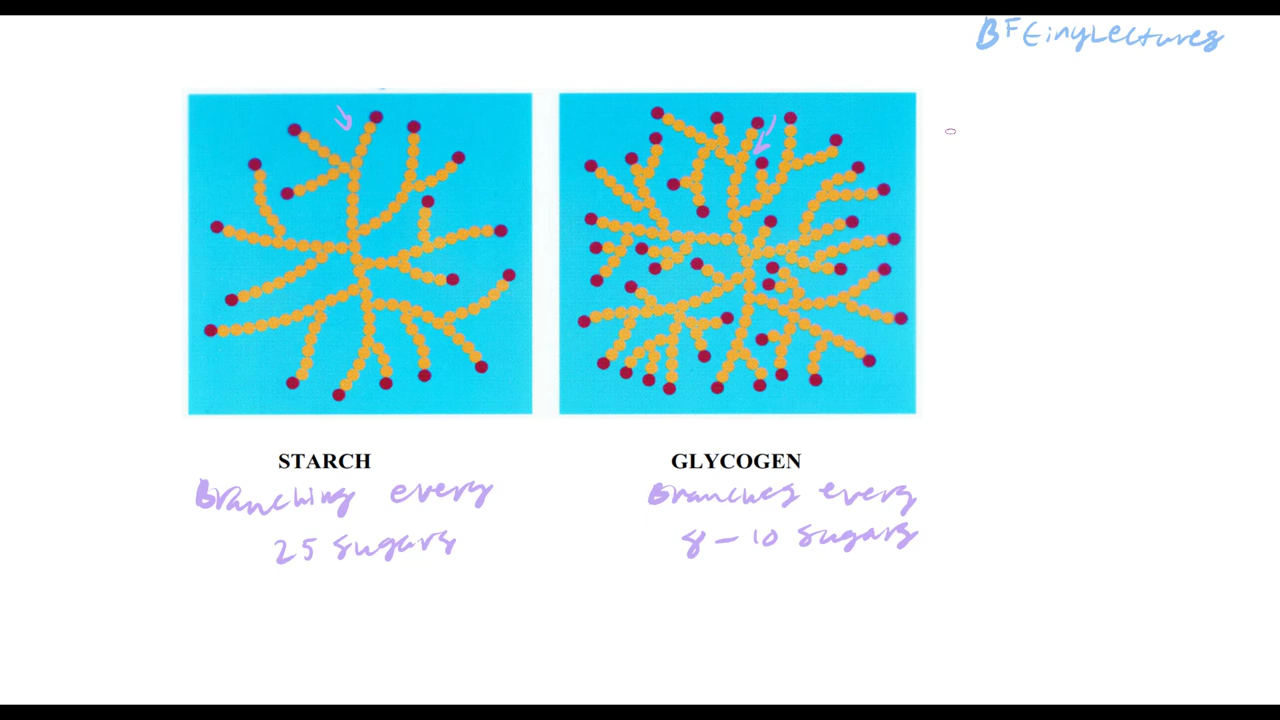 BFEinyLectures
STARCH
GLYCOGEN
Branching every
25 sugars
Branches every
8-10 sugars